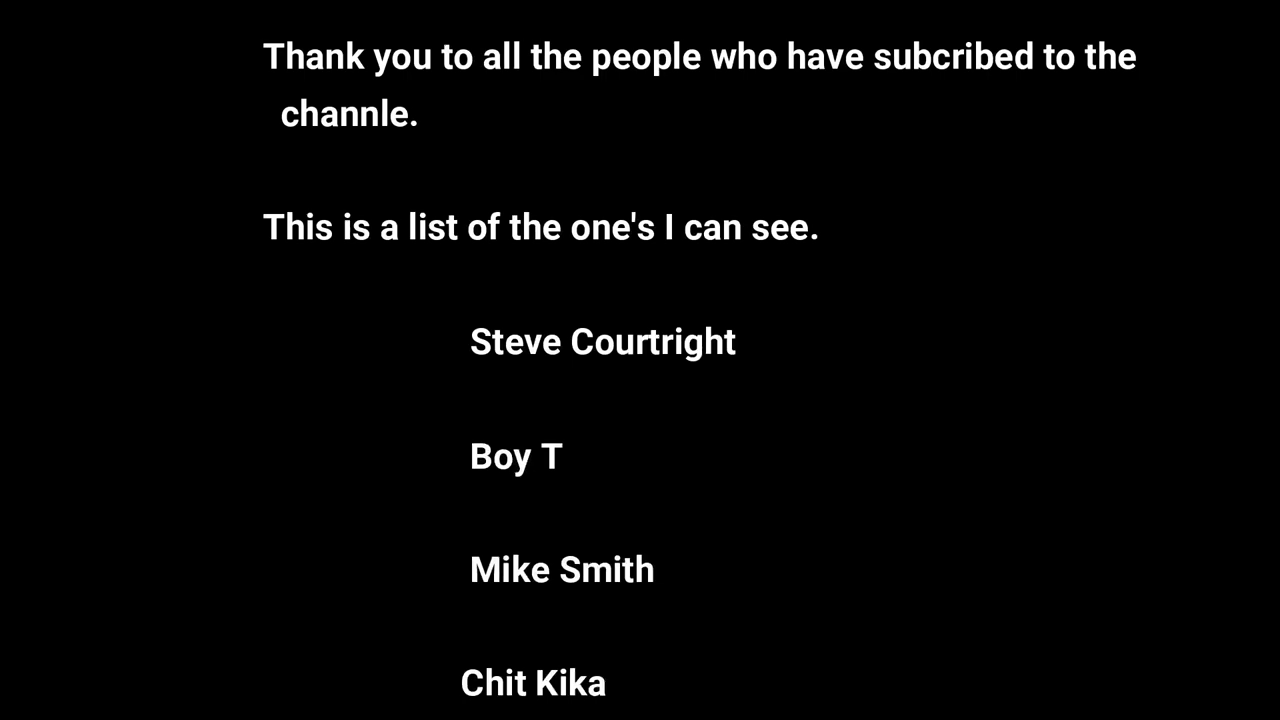 Thank you to all the people who have subcribed to the
channle.
This is a list of the one's I can see.
Steve Courtright
Boy T
Mike Smith
Chit Kika